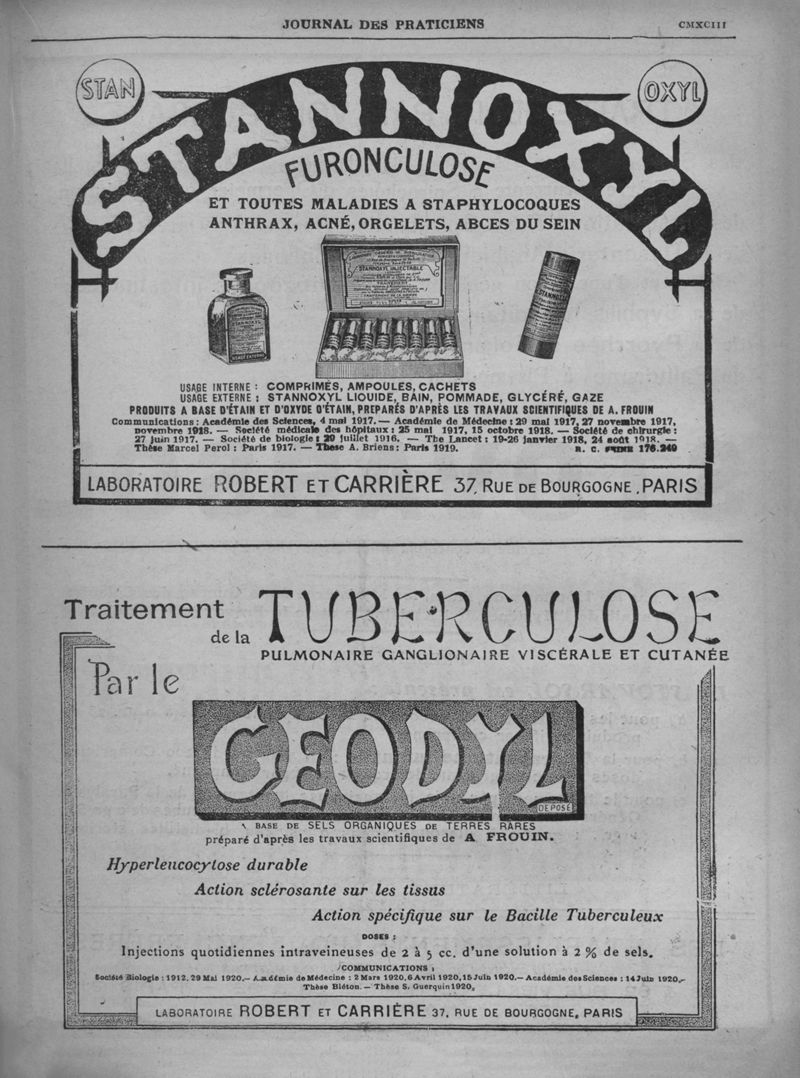 JOURNAL DES PRATICIENS
CMXCIII
STAN
OXYL
STANNOXYL
FURONCULOSE
ET TOUTES MALADIES A STAPHYLOCOQUES
ANTHRAX, ACNÉ, ORGELETS, ABCES DU SEIN
STANNOXYL INJECTABLE
STANNOXYL
USAGE EXTERNE
USAGE INTERNE : COMPRIMÉS, AMPOULES, CACHETS
USAGE EXTERNE : STANNOXYL LIQUIDE, BAIN, POMMADE, GLYCÉRÉ, GAZE
PRODUITS A BASE D'ÉTAIN ET D'OXYDE D'ÉTAIN, PREPARÉS D'APRÈS LES TRAVAUX SCIENTIFIQUES DE A. FROUIN
Communications : Académie des Sciences, 4 mai 1917. — Académie de Médecine : 29 mai 1917, 27 novembre 1917,
novembre 1918. — Société médicale des hôpitaux : 25 mai 1917, 15 octobre 1918. — Société de chirurgie :
27 juin 1917. — Société de biologie : 29 juillet 1916. — The Lancet : 19-26 janvier 1918, 24 août 1918. —
Thèse Marcel Perol : Paris 1917. — Thèse A. Briens : Paris 1919. R. C. SEINE 176.249
LABORATOIRE ROBERT ET CARRIÈRE 37, RUE DE BOURGOGNE, PARIS
Traitement
de la
TUBERCULOSE
PULMONAIRE GANGLIONAIRE VISCÉRALE ET CUTANÉE
Par le
GEODYL
DEPOSÉ
A BASE DE SELS ORGANIQUES DE TERRES RARES
préparé d'après les travaux scientifiques de A FROUIN.
Hyperleucocytose durable
Action sclérosante sur les tissus
Action spécifique sur le Bacille Tuberculeux
DOSES :
Injections quotidiennes intraveineuses de 2 à 5 cc. d'une solution à 2 % de sels.
COMMUNICATIONS :
Société Biologie : 1912, 29 Mai 1920. — Académie de Médecine : 2 Mars 1920, 6 Avril 1920, 15 Juin 1920. — Académie des Sciences : 14 Juin 1920. —
Thèse Biéton. — Thèse S. Guerquin 1920.
LABORATOIRE ROBERT ET CARRIÈRE 37, RUE DE BOURGOGNE, PARIS